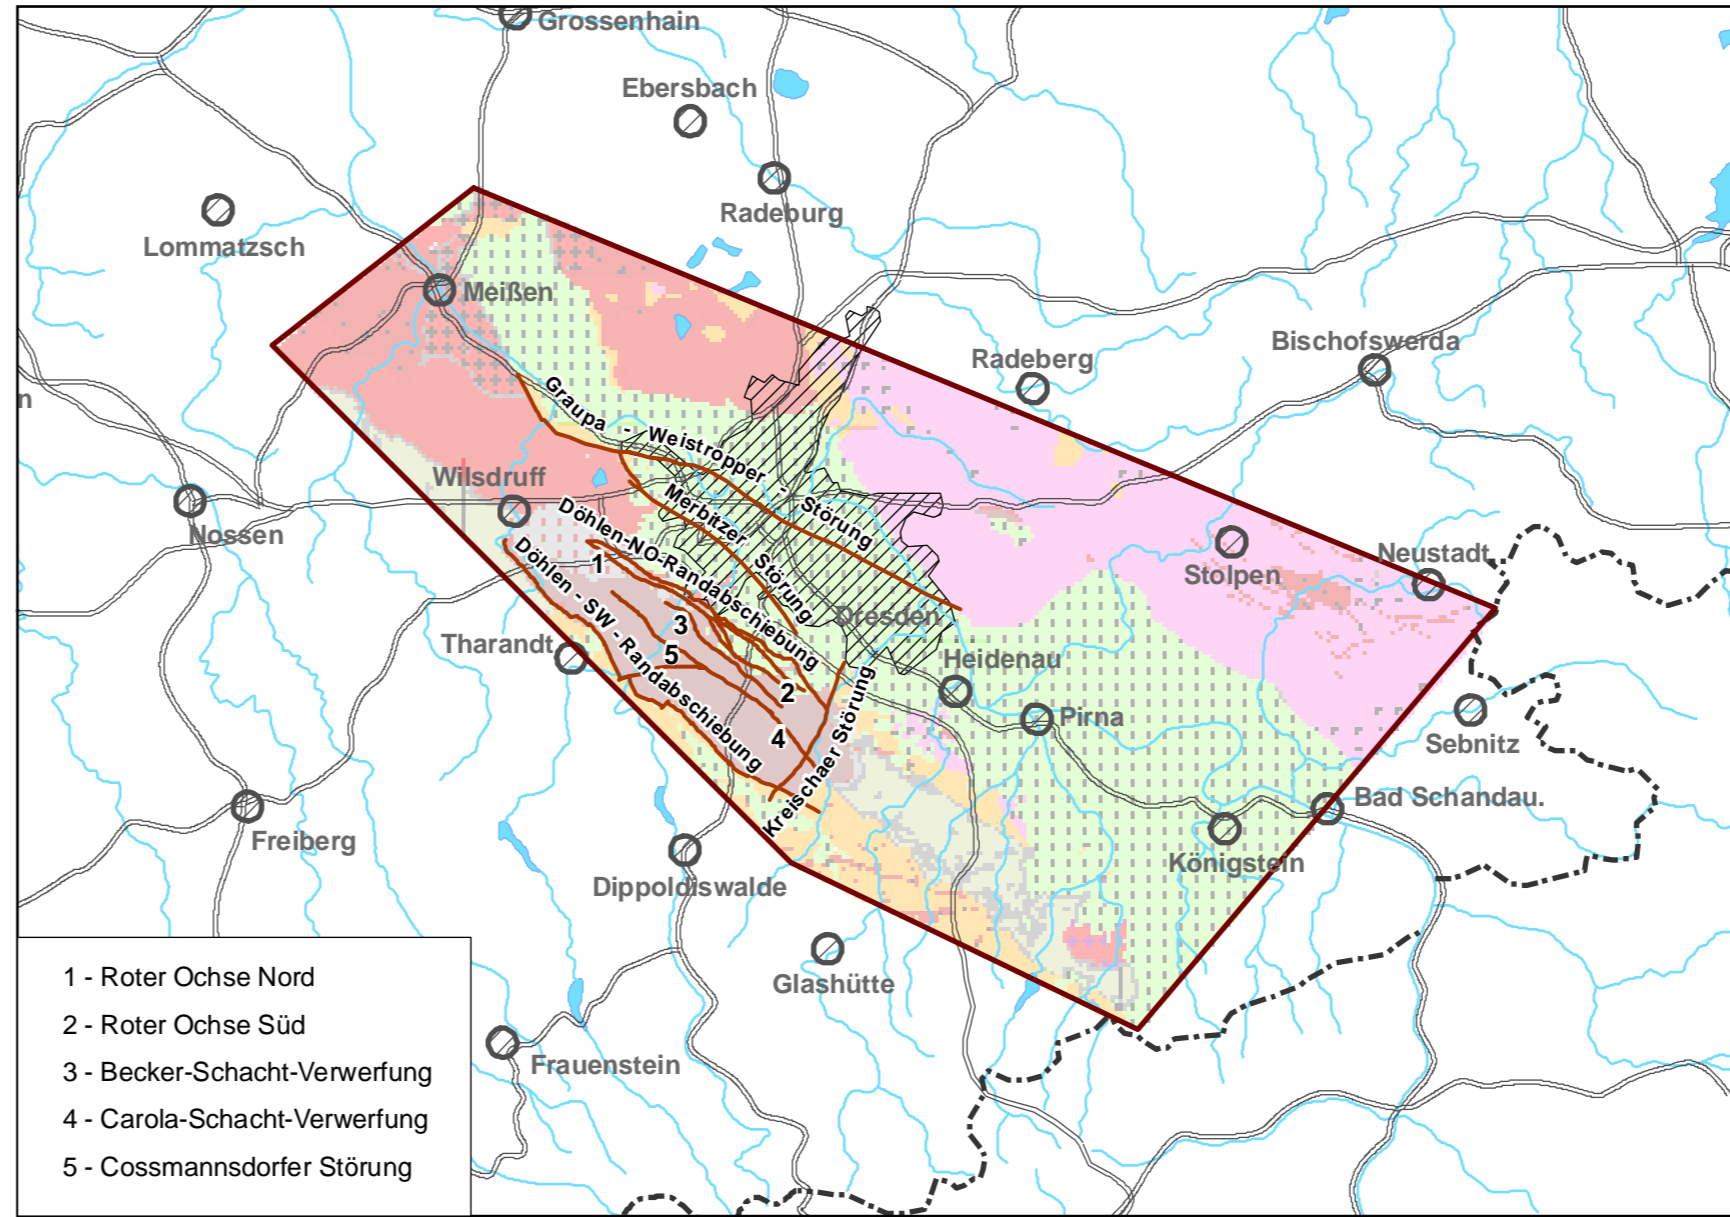 Grossenhain
Ebersbach
Radeburg
Lommatzsch
Meißen
Radeberg
Bischofswerda
n
Graupa - Weistropper - Störung
Wilsdruff
Merbitzer Störung
Nossen
Döhlen-NO-Randabschiebung
Döhlen - SW - Randabschiebung
1
Stolpen
Neustadt
Dresden
3
Tharandt
5
Heidenau
2
Pirna
4
Sebnitz
Kreischaer Störung
Bad Schandau.
Freiberg
Königstein
Dippoldiswalde
Glashütte
Frauenstein
1 - Roter Ochse Nord
2 - Roter Ochse Süd
3 - Becker-Schacht-Verwerfung
4 - Carola-Schacht-Verwerfung
5 - Cossmannsdorfer Störung